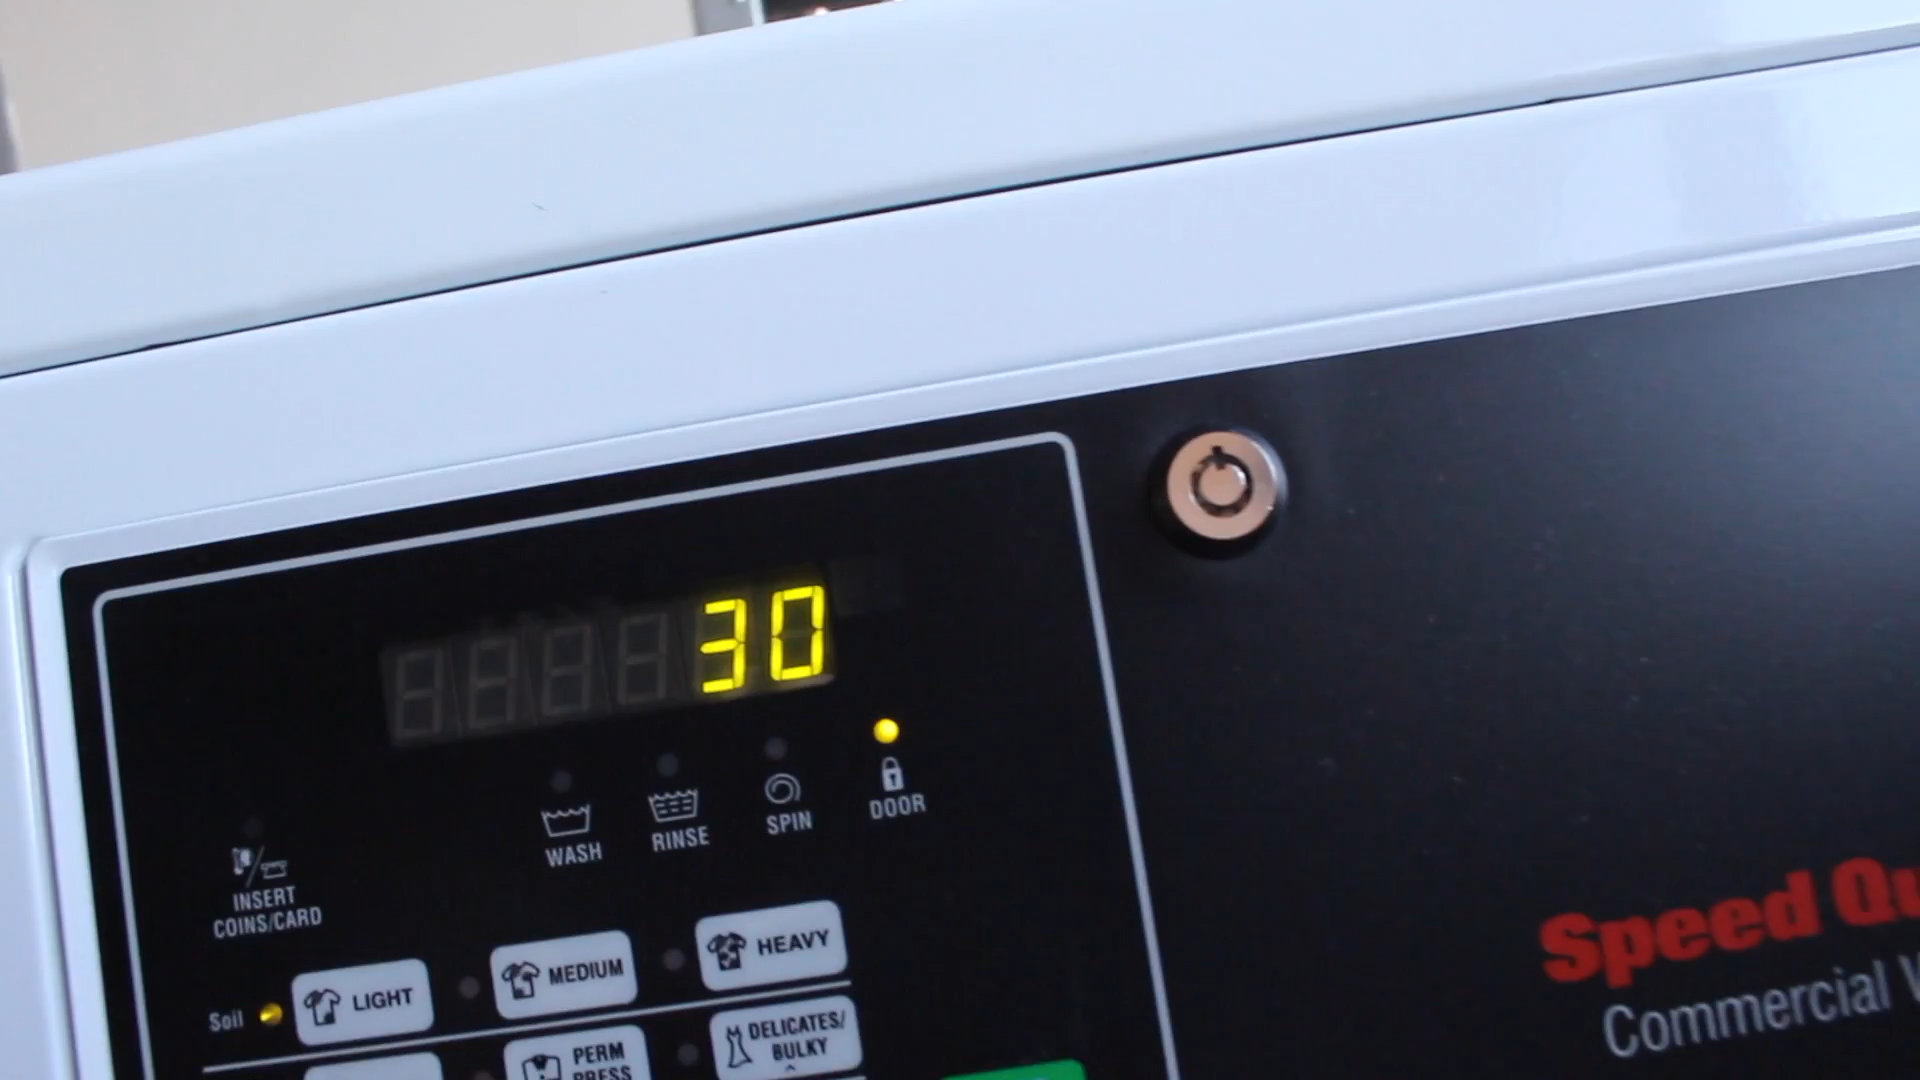 30
WASH
RINSE
SPIN
DOOR
INSERT
COINS/CARD
Soil
LIGHT
MEDIUM
HEAVY
PERM
PRESS
DELICATES/
BULKY
Speed Qu
Commercial